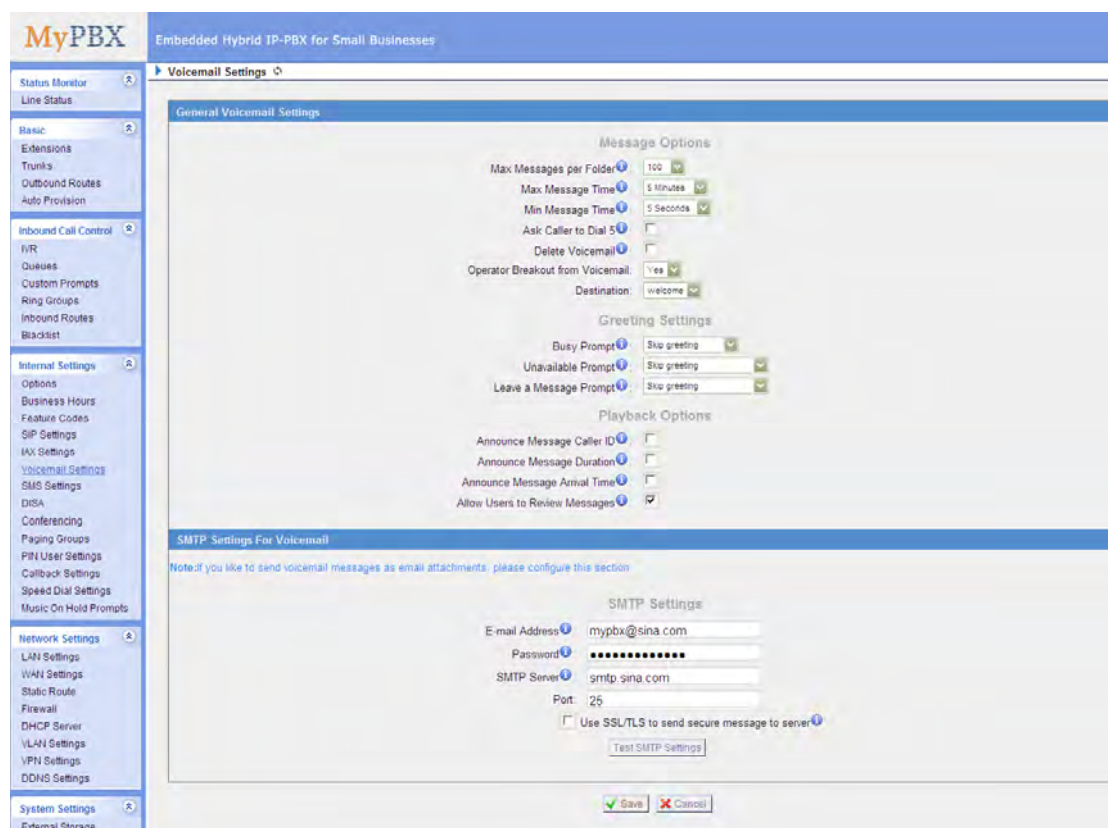 MyPBX
Embedded Hybrid IP-PBX for Small Businesses
Status Monitor
Line Status
Basic
Extensions
Trunks
Outbound Routes
Auto Provision
Inbound Call Control
IVR
Queues
Custom Prompts
Ring Groups
Inbound Routes
Blacklist
Internal Settings
Options
Business Hours
Feature Codes
SIP Settings
IAX Settings
Voicemail Settings
SMS Settings
DISA
Conferencing
Paging Groups
PIN User Settings
Callback Settings
Speed Dial Settings
Music On Hold Prompts
Network Settings
LAN Settings
WAN Settings
Static Route
Firewall
DHCP Server
VLAN Settings
VPN Settings
DDNS Settings
System Settings
External Storage
Voicemail Settings
General Voicemail Settings
Message Options
Max Messages per Folder : 100
Max Message Time : 5 Minutes
Min Message Time : 5 Seconds
Ask Caller to Dial 5 :
Delete Voicemail :
Operator Breakout from Voicemail: Yes
Destination: welcome
Greeting Settings
Busy Prompt : Skip greeting
Unavailable Prompt : Skip greeting
Leave a Message Prompt : Skip greeting
Playback Options
Announce Message Caller ID :
Announce Message Duration :
Announce Message Arrival Time :
Allow Users to Review Messages :
SMTP Settings For Voicemail
Note:If you like to send voicemail messages as email attachments, please configure this section
SMTP Settings
E-mail Address : mypbx@sina.com
Password : •••••••••••••
SMTP Server : smtp.sina.com
Port: 25
Use SSL/TLS to send secure message to server
Test SMTP Settings
Save
Cancel